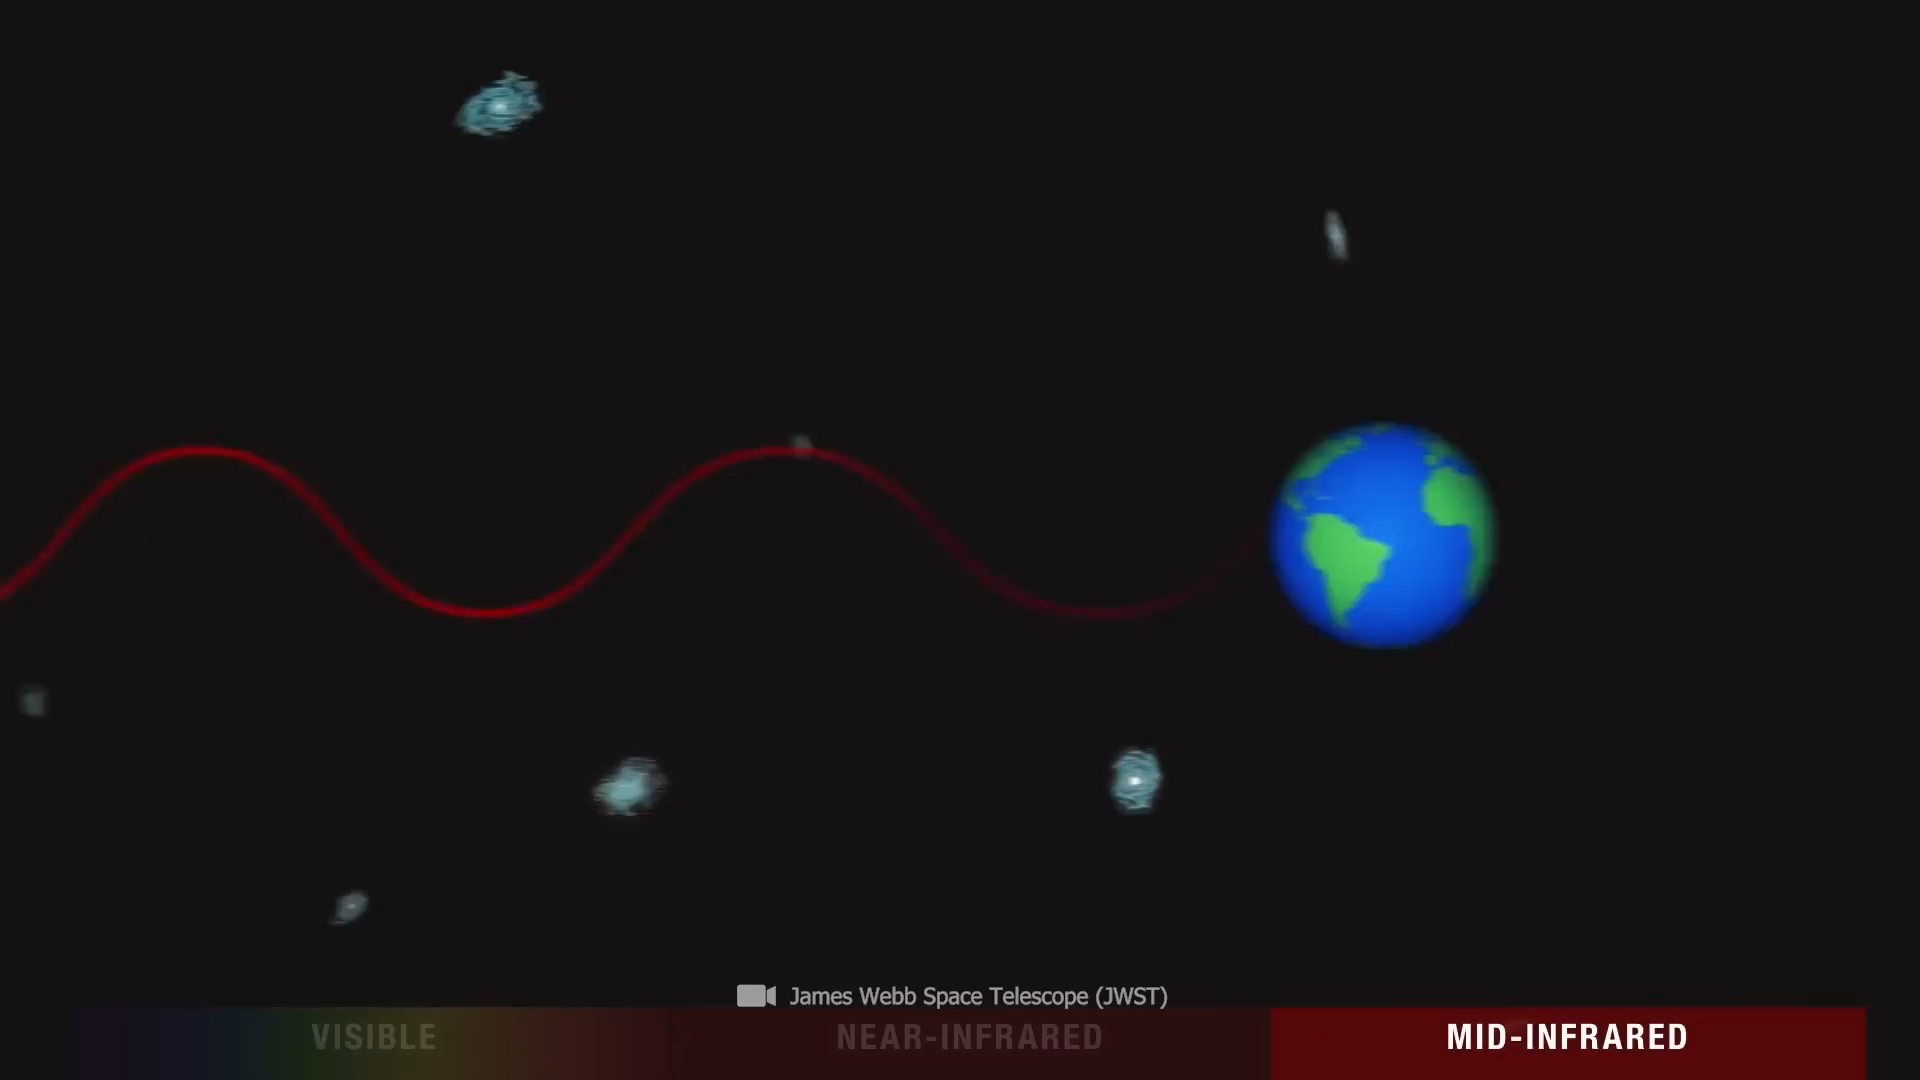 James Webb Space Telescope (JWST)
VISIBLE
NEAR-INFRARED
MID-INFRARED